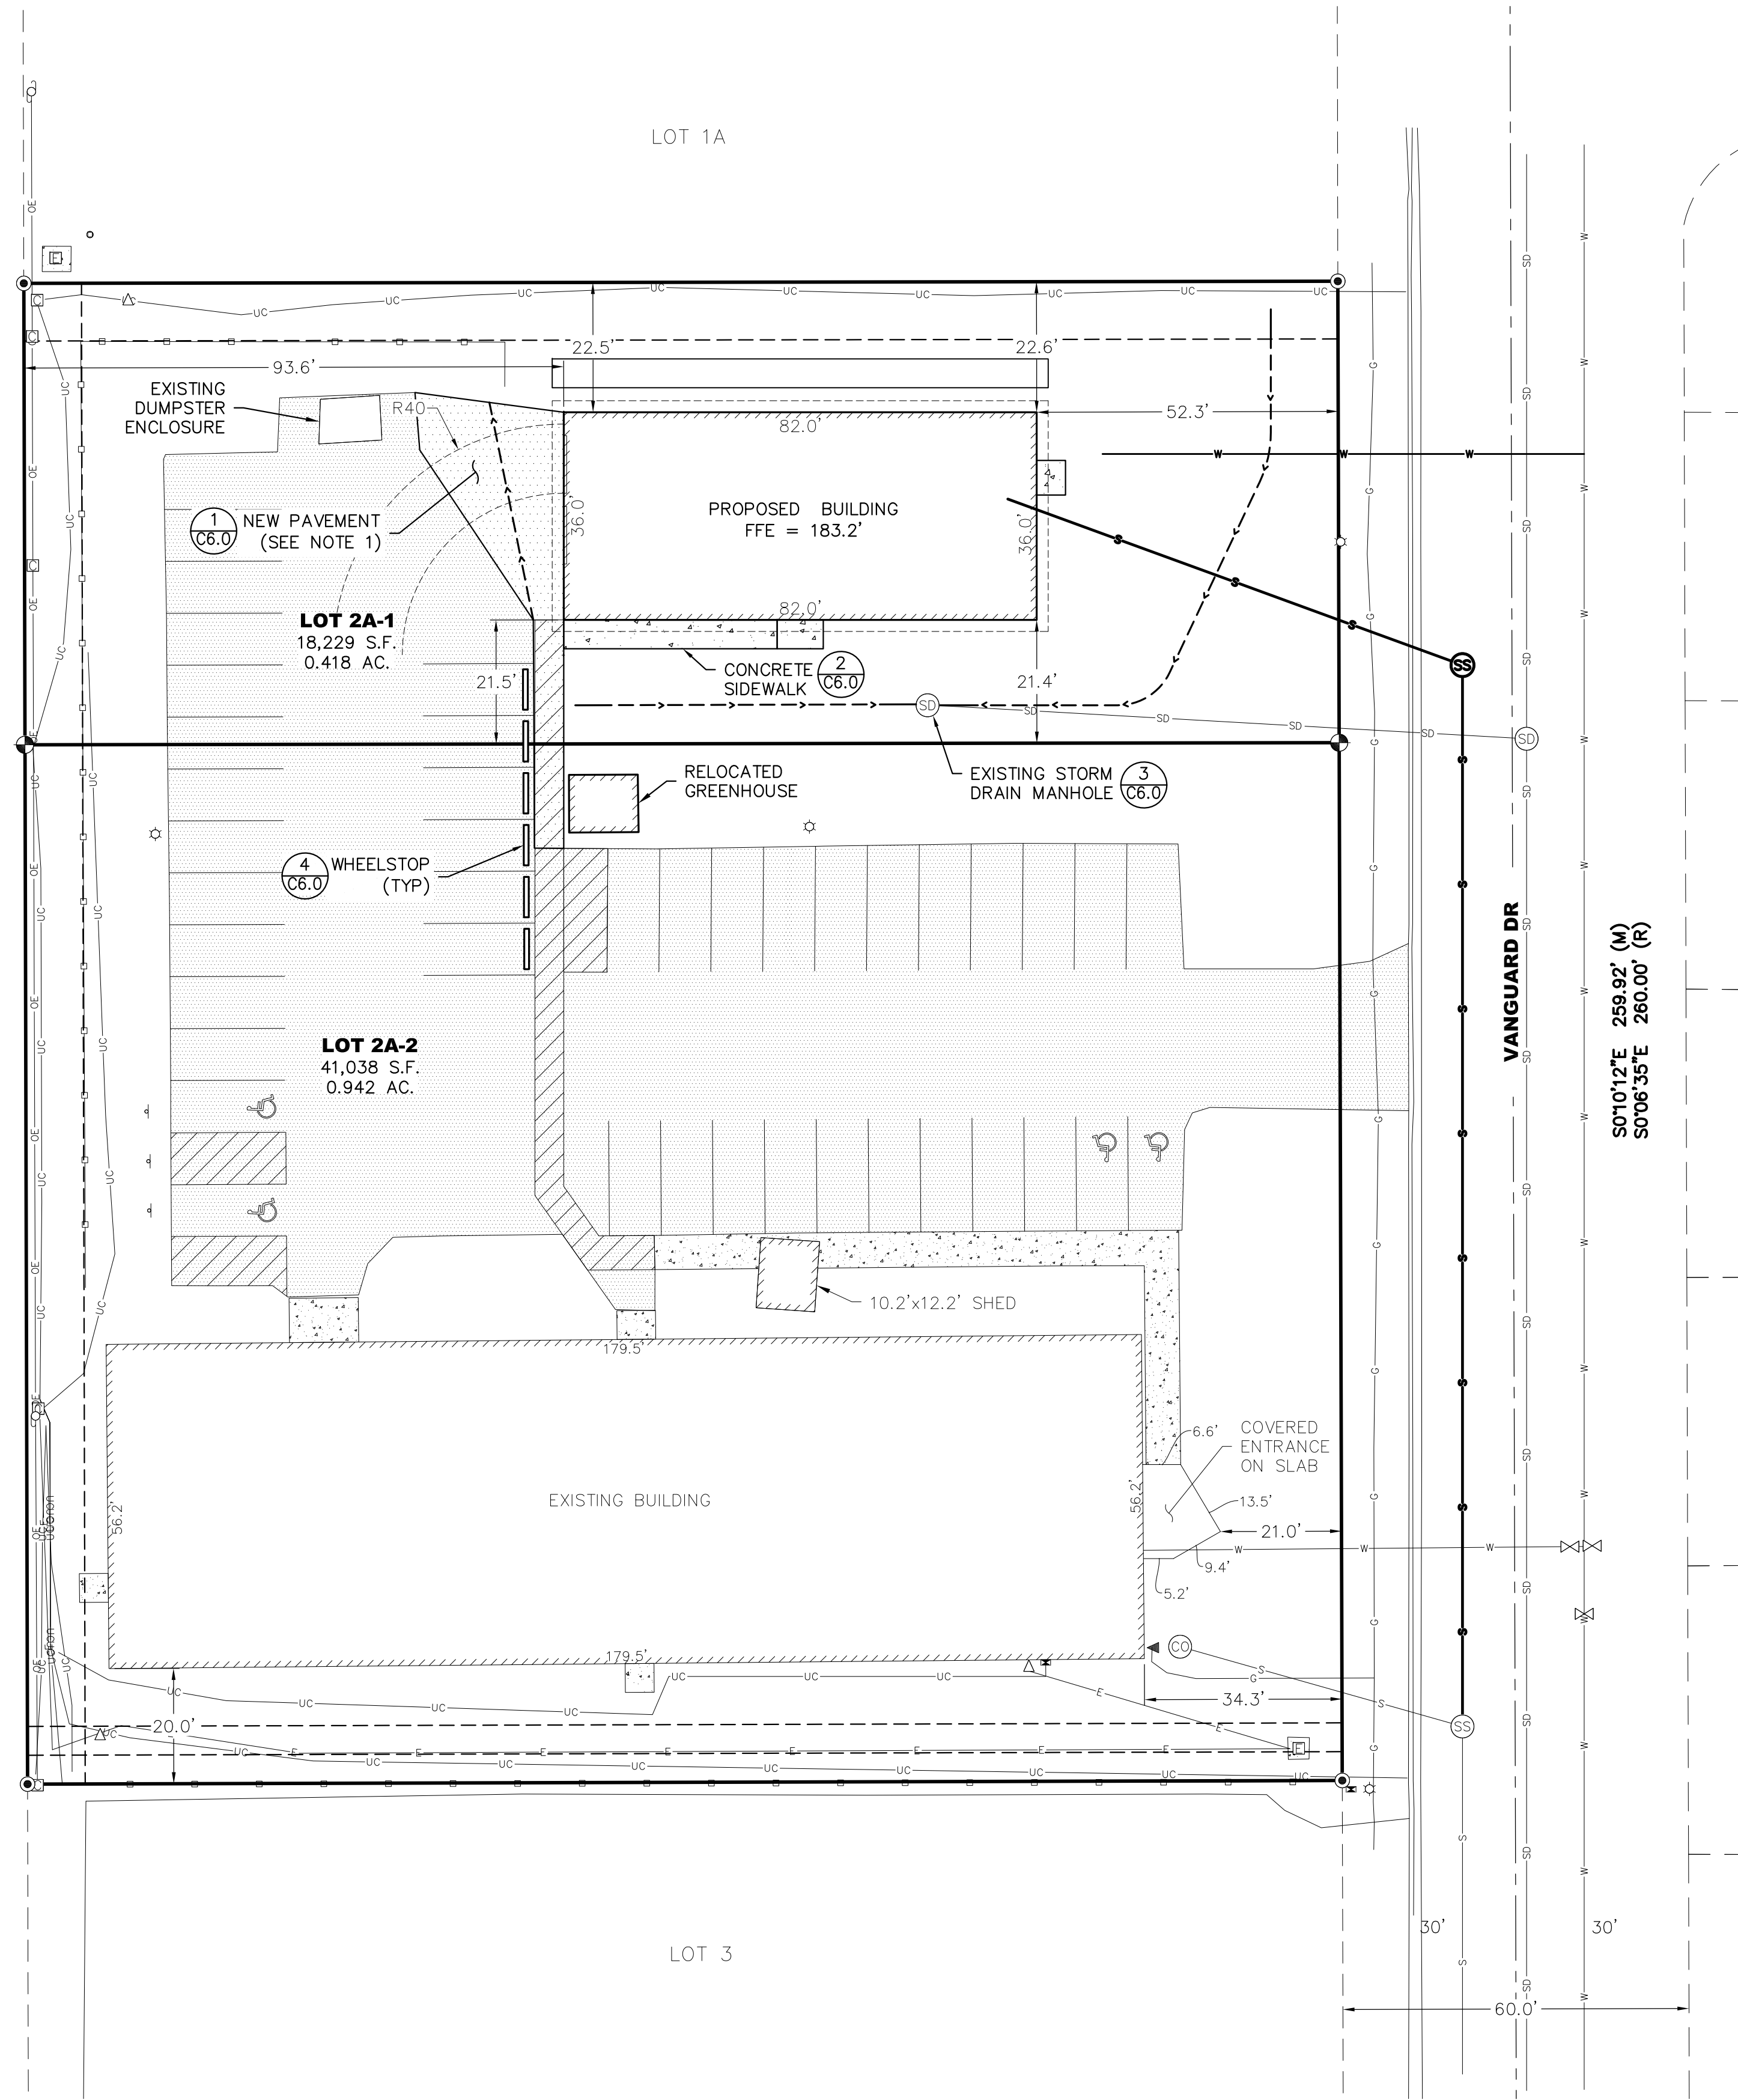 LOT 1A
22.5'
22.6'
93.6'
52.3'
EXISTING
DUMPSTER
ENCLOSURE
R40
82.0'
36.0'
36.0'
PROPOSED BUILDING
FFE = 183.2'
82.0'
1
C6.0
NEW PAVEMENT
(SEE NOTE 1)
LOT 2A-1
18,229 S.F.
0.418 AC.
21.5'
CONCRETE
SIDEWALK
2
C6.0
21.4'
SS
SD
SD
RELOCATED
GREENHOUSE
EXISTING STORM
DRAIN MANHOLE
3
C6.0
4
C6.0
WHEELSTOP
(TYP)
VANGUARD DR
S0°10'12"E 259.92' (M)
S0°06'35"E 260.00' (R)
LOT 2A-2
41,038 S.F.
0.942 AC.
10.2'x12.2' SHED
179.5'
56.2'
EXISTING BUILDING
56.2'
6.6'
COVERED
ENTRANCE
ON SLAB
13.5'
21.0'
9.4'
5.2'
179.5'
CO
34.3'
20.0'
SS
E
LOT 3
30'
30'
60.0'